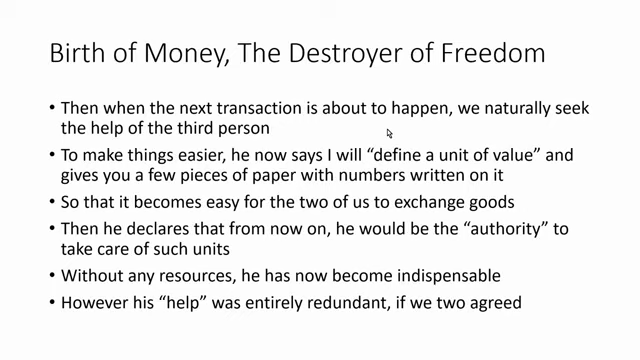 Birth of Money, The Destroyer of Freedom
• Then when the next transaction is about to happen, we naturally seek
the help of the third person
• To make things easier, he now says I will “define a unit of value” and
gives you a few pieces of paper with numbers written on it
• So that it becomes easy for the two of us to exchange goods
• Then he declares that from now on, he would be the “authority” to
take care of such units
• Without any resources, he has now become indispensable
• However his “help” was entirely redundant, if we two agreed